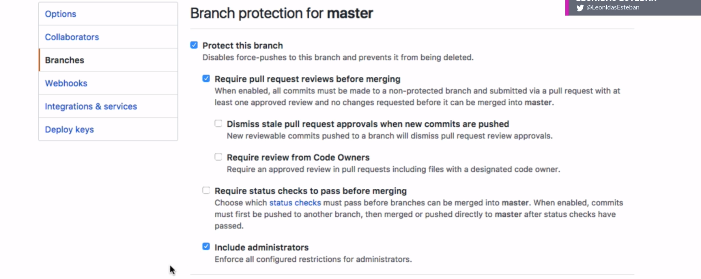 Options
Collaborators
Branches
Webhooks
Integrations & services
Deploy keys
@LeonidasEsteban
Branch protection for master
Protect this branch
Disables force-pushes to this branch and prevents it from being deleted.
Require pull request reviews before merging
When enabled, all commits must be made to a non-protected branch and submitted via a pull request with at
least one approved review and no changes requested before it can be merged into master.
Dismiss stale pull request approvals when new commits are pushed
New reviewable commits pushed to a branch will dismiss pull request review approvals.
Require review from Code Owners
Require an approved review in pull requests including files with a designated code owner.
Require status checks to pass before merging
Choose which status checks must pass before branches can be merged into master. When enabled, commits
must first be pushed to another branch, then merged or pushed directly to master after status checks have
passed.
Include administrators
Enforce all configured restrictions for administrators.